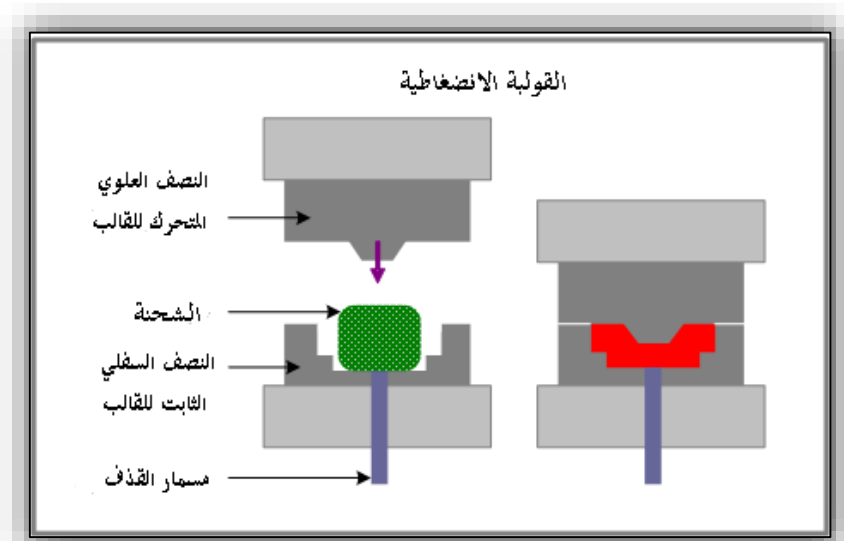 القولبة الانضغاطية
النصف العلوي
المتحرك للقالب
الشحنة
النصف السفلي
الثابت للقالب
مسمار القذف